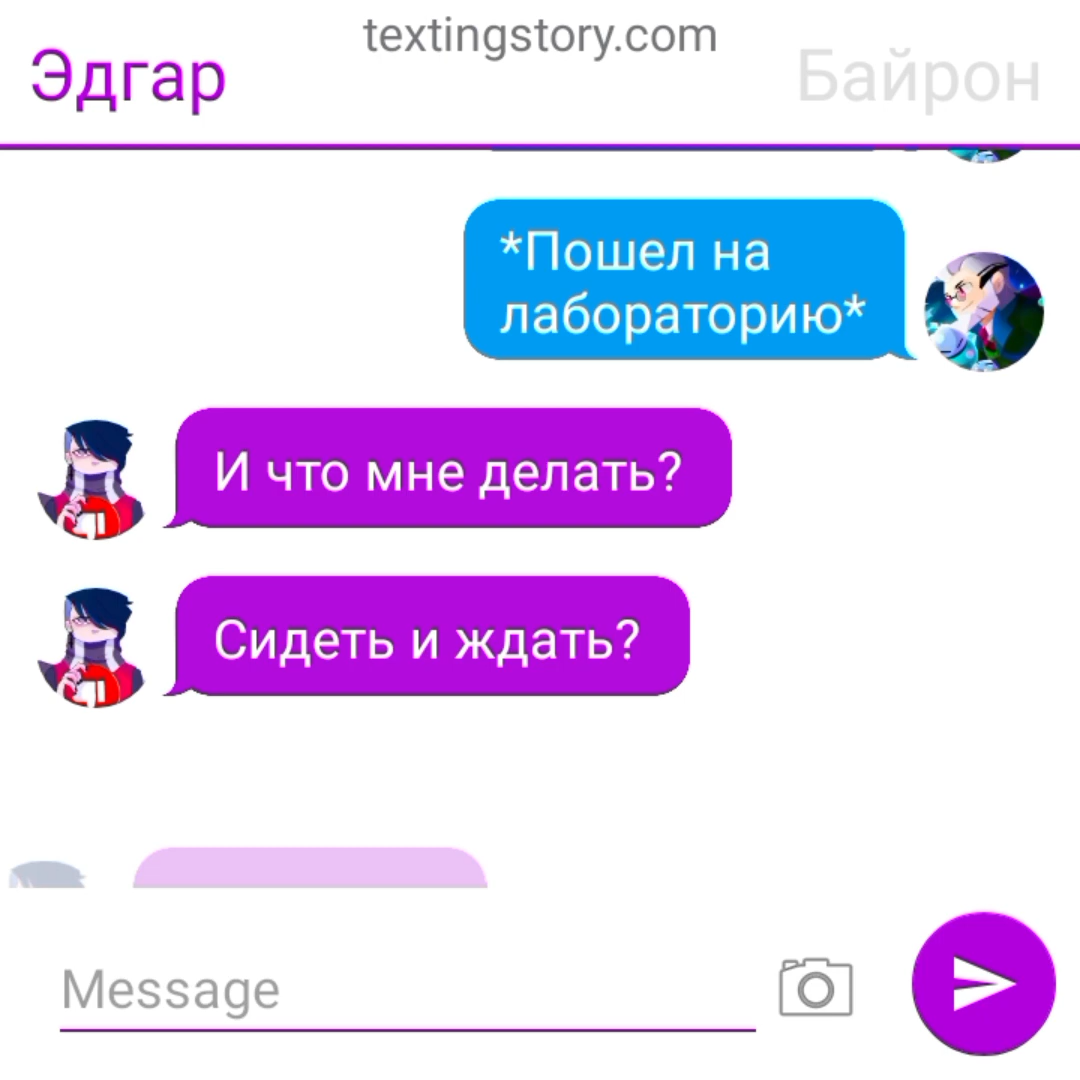 textingstory.com
Эдгар
Байрон
*Пошел на
лабораторию*
И что мне делать?
Сидеть и ждать?
Message